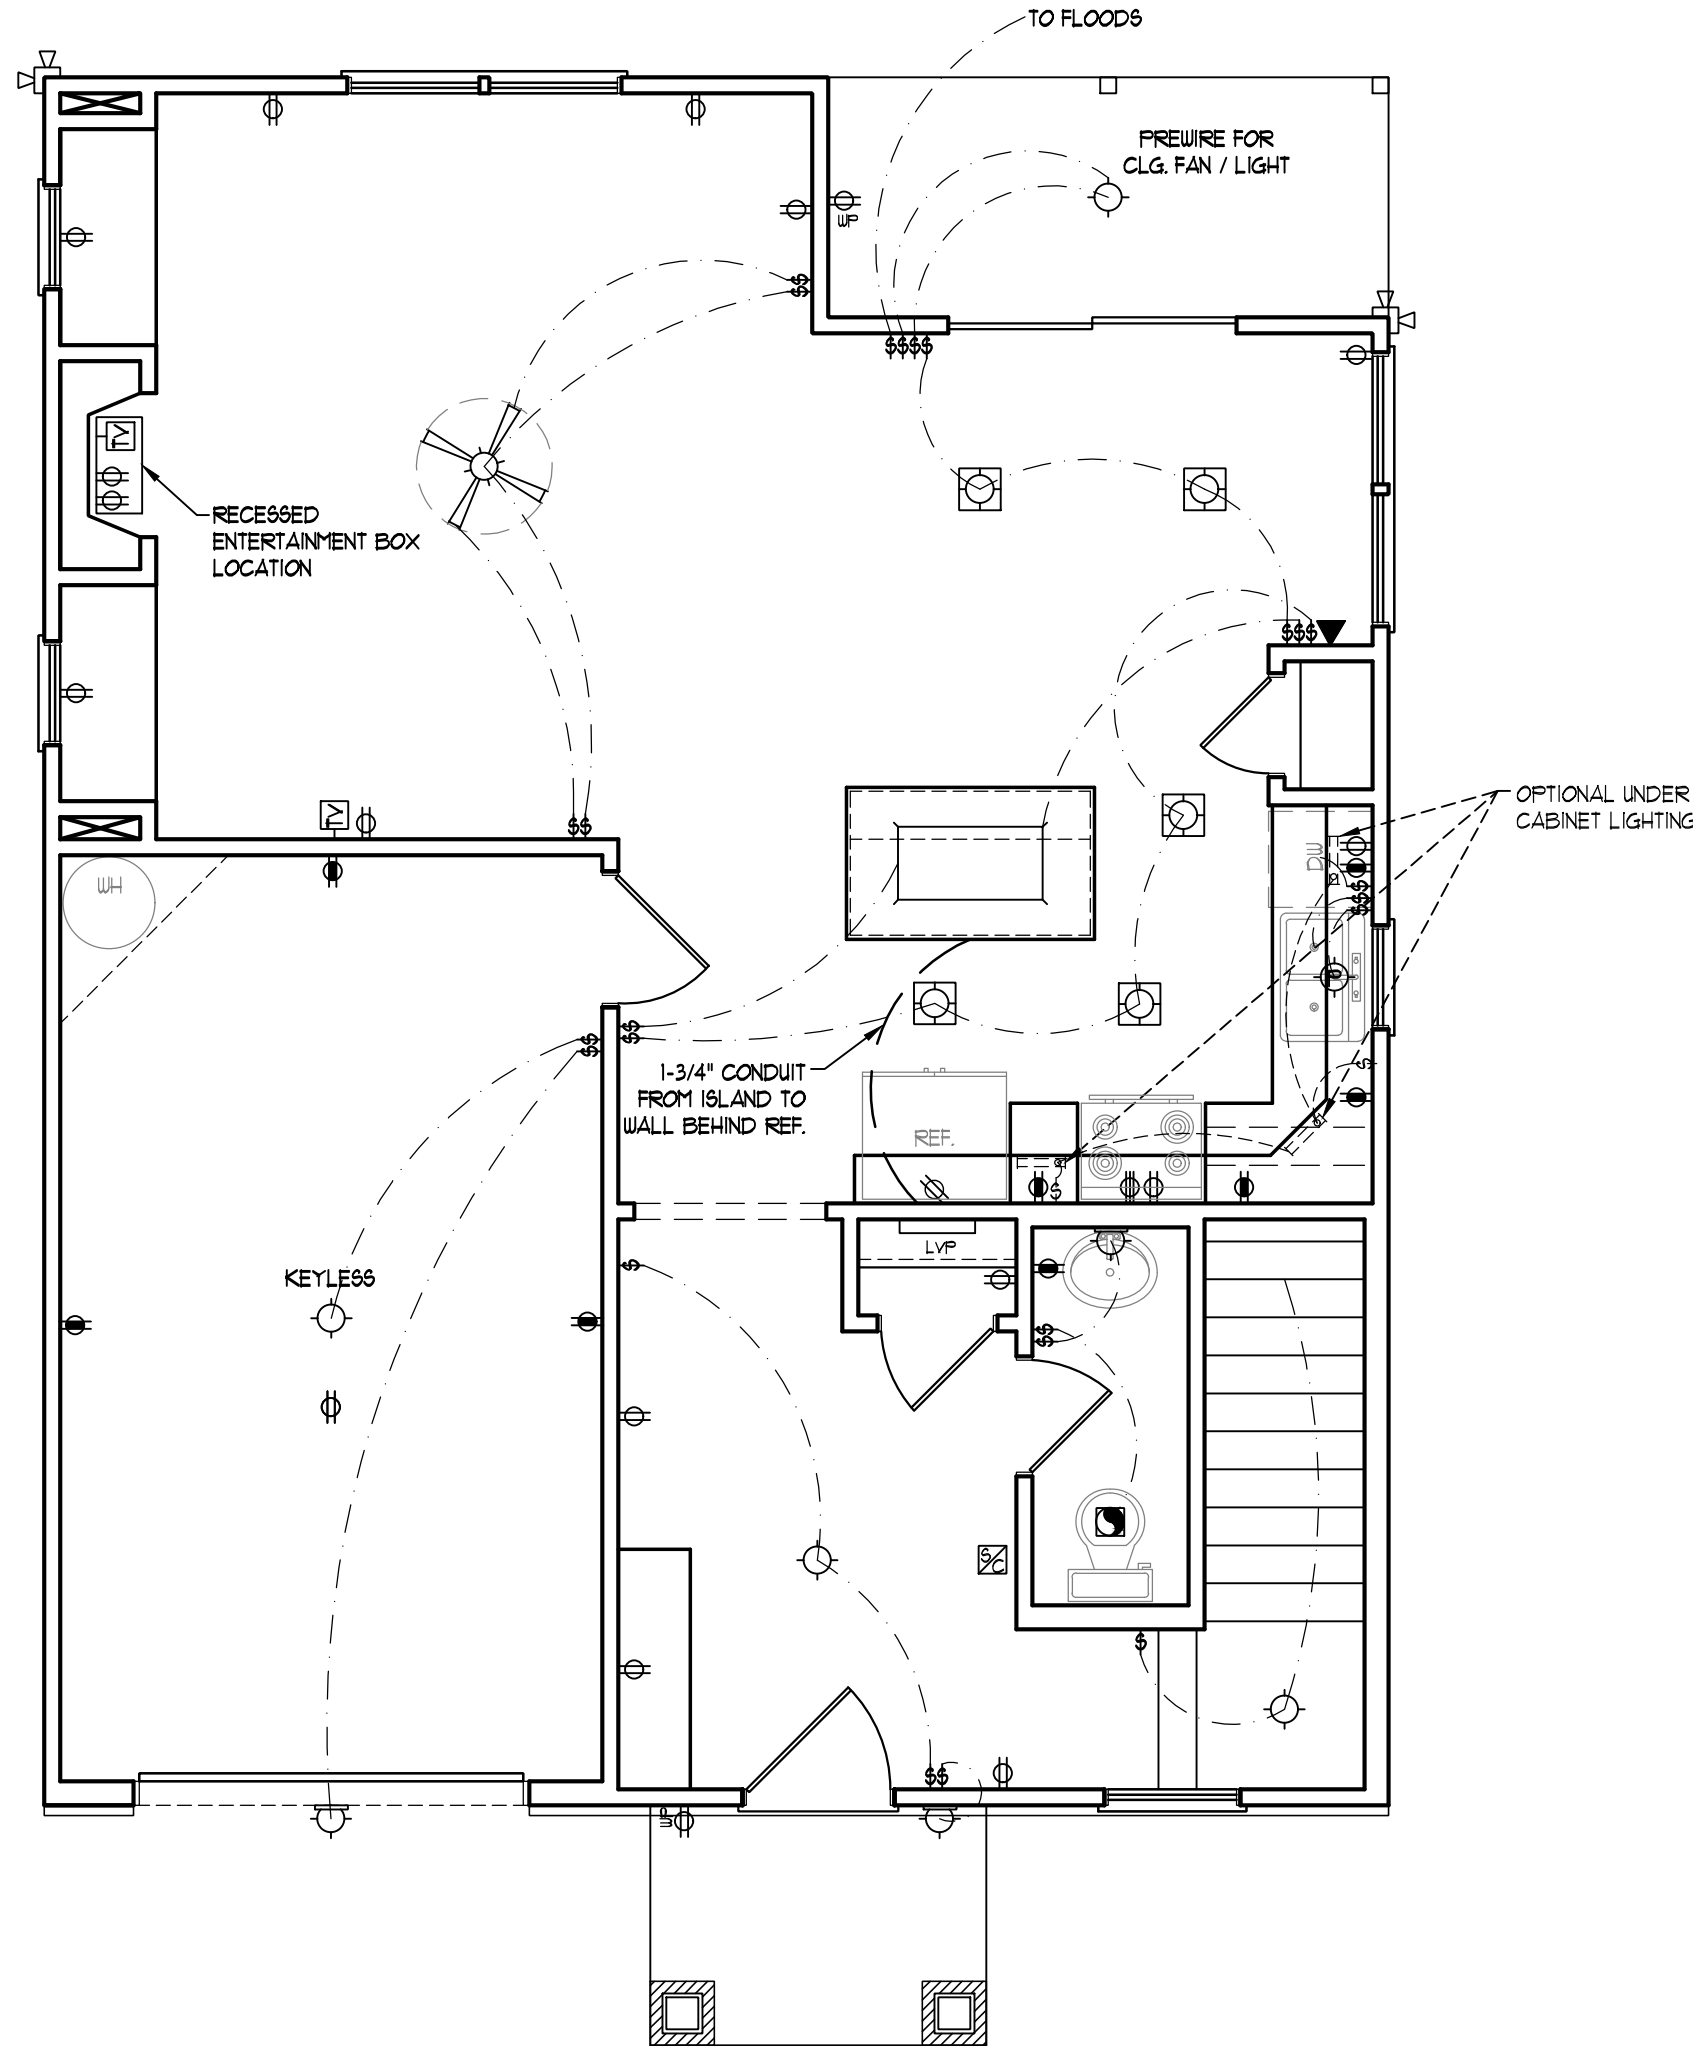 TO FLOODS
PREWIRE FOR
CLG. FAN / LIGHT
WP
$$
$$$$
TV
RECESSED
ENTERTAINMENT BOX
LOCATION
$$$
OPTIONAL UNDER
CABINET LIGHTING
TV
$$
WH
DW
$
$$
P
$$
$$
1-3/4" CONDUIT
FROM ISLAND TO
WALL BEHIND REF.
$
REF.
$
LVP
$
KEYLESS
$$
S/C
$
$$
WP